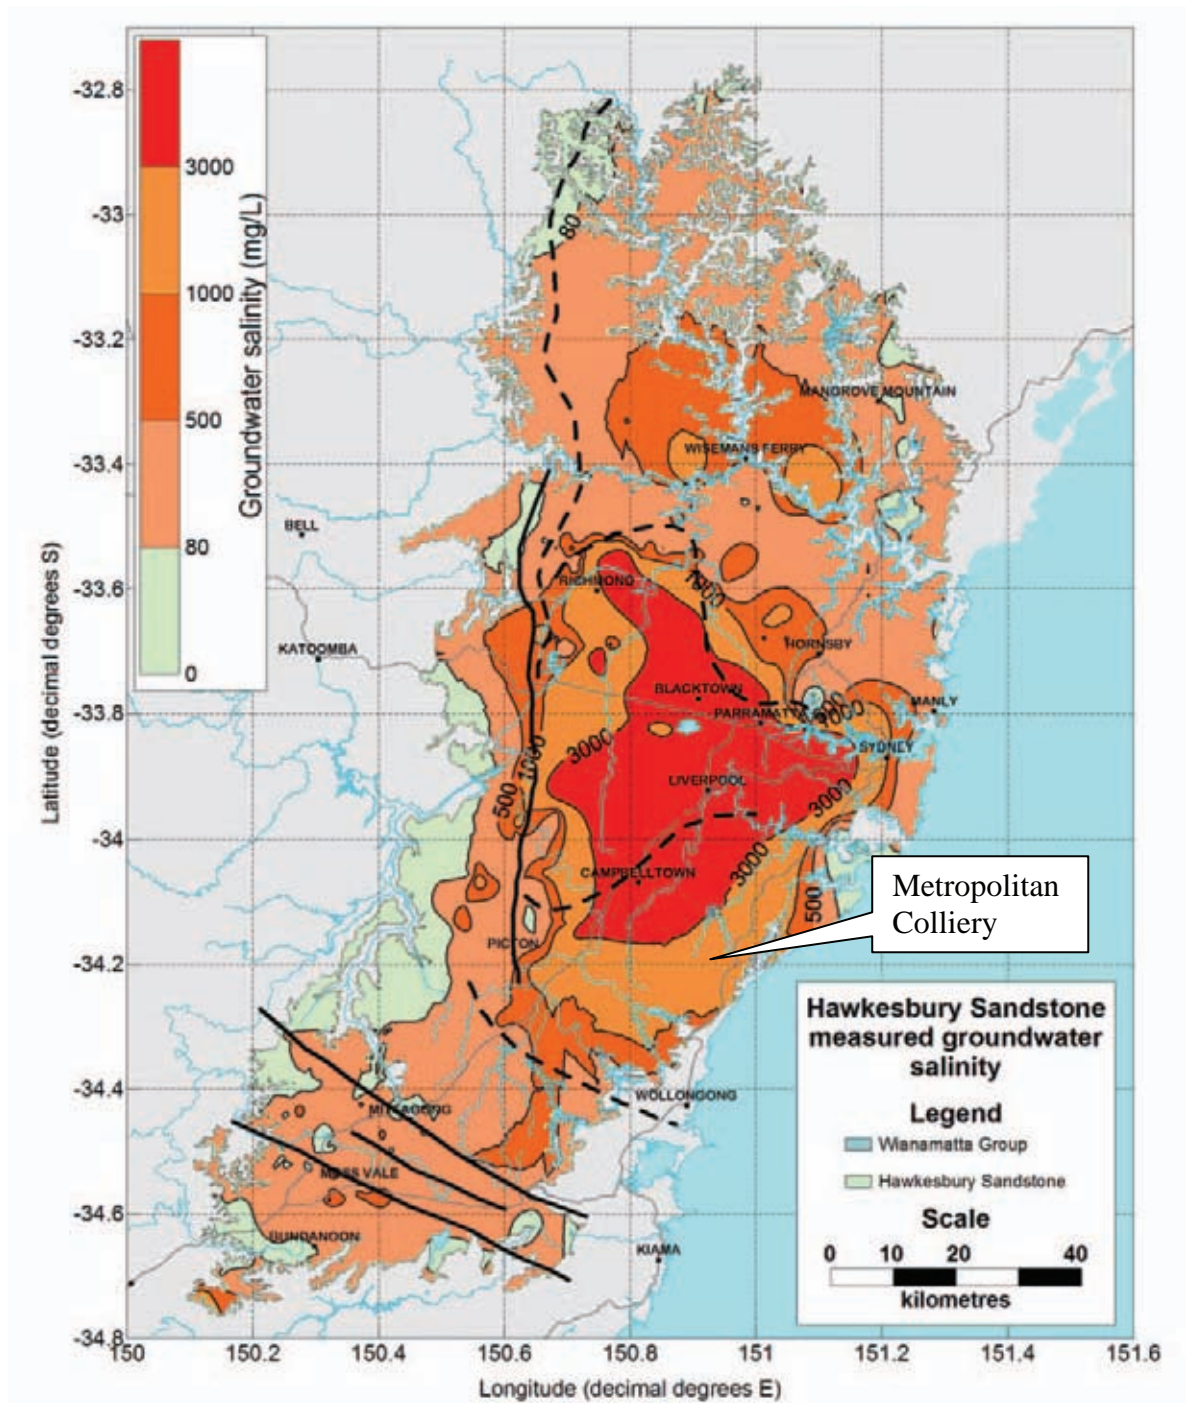 3000
1000
500
80
0
Groundwater salinity (mg/L)
-32.8
-33
-33.2
-33.4
-33.6
-33.8
-34
-34.2
-34.4
-34.6
-34.8
Latitude (decimal degrees S)
80
MANGROVE MOUNTAIN
WISEMANS FERRY
BELL
RICHMOND
1000
HORNSBY
KATOOMBA
BLACKTOWN
MANLY
PARRAMATTA
3000
SYDNEY
3000
1000
LIVERPOOL
500
3000
3000
CAMPBELLTOWN
500
Metropolitan
Colliery
PICTON
WOLLONGONG
MITTAGONG
MOSS VALE
BUNDANOON
KIAMA
Hawkesbury Sandstone
measured groundwater
salinity
Legend
Wianamatta Group
Hawkesbury Sandstone
Scale
0 10 20 40
kilometres
150 150.2 150.4 150.6 150.8 151 151.2 151.4 151.6
Longitude (decimal degrees E)